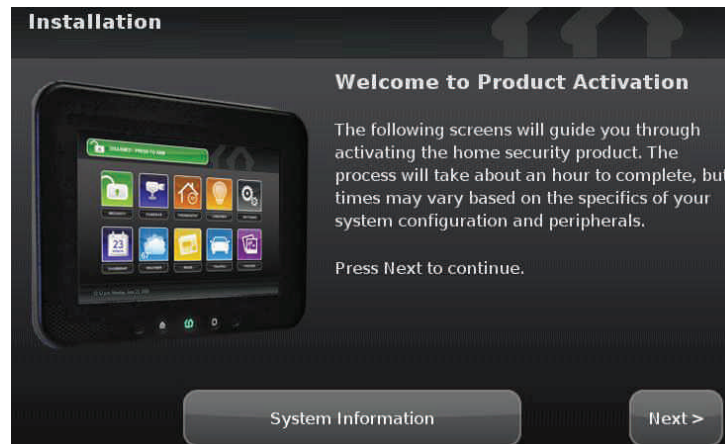 Installation
Welcome to Product Activation
The following screens will guide you through
activating the home security product. The
process will take about an hour to complete, but
times may vary based on the specifics of your
system configuration and peripherals.
Press Next to continue.
23
System Information
Next >